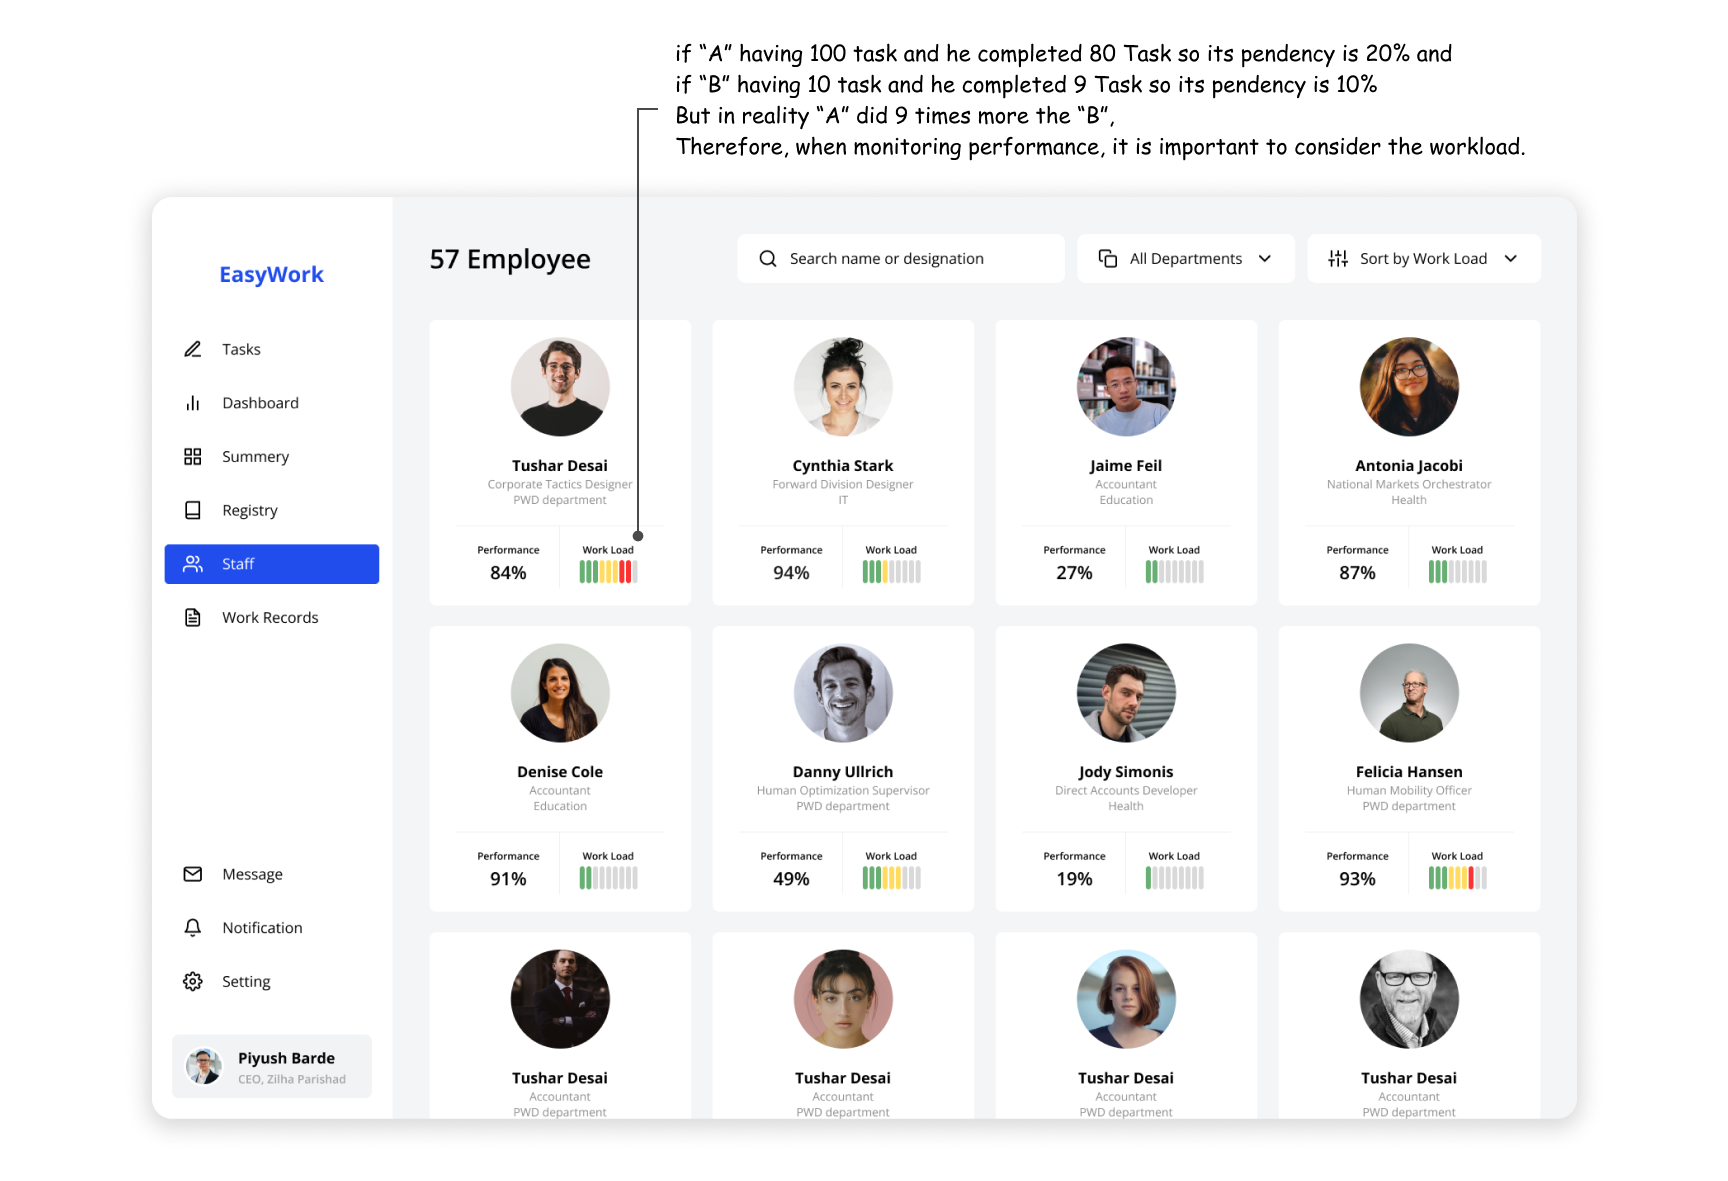 if “A” having 100 task and he completed 80 Task so its pendency is 20% and
if “B” having 10 task and he completed 9 Task so its pendency is 10%
But in reality “A” did 9 times more the “B”,
Therefore, when monitoring performance, it is important to consider the workload.
EasyWork
Tasks
Dashboard
Summery
Registry
Staff
Work Records
Message
Notification
Setting
Piyush Barde
CEO, Zilha Parishad
57 Employee
Search name or designation
All Departments
Sort by Work Load
Tushar Desai
Corporate Tactics Designer
PWD department
Performance
84%
Work Load
Cynthia Stark
Forward Division Designer
IT
Performance
94%
Work Load
Jaime Feil
Accountant
Education
Performance
27%
Work Load
Antonia Jacobi
National Markets Orchestrator
Health
Performance
87%
Work Load
Denise Cole
Accountant
Education
Performance
91%
Work Load
Danny Ullrich
Human Optimization Supervisor
PWD department
Performance
49%
Work Load
Jody Simonis
Direct Accounts Developer
Health
Performance
19%
Work Load
Felicia Hansen
Human Mobility Officer
PWD department
Performance
93%
Work Load
Tushar Desai
Accountant
PWD department
Tushar Desai
Accountant
PWD department
Tushar Desai
Accountant
PWD department
Tushar Desai
Accountant
PWD department